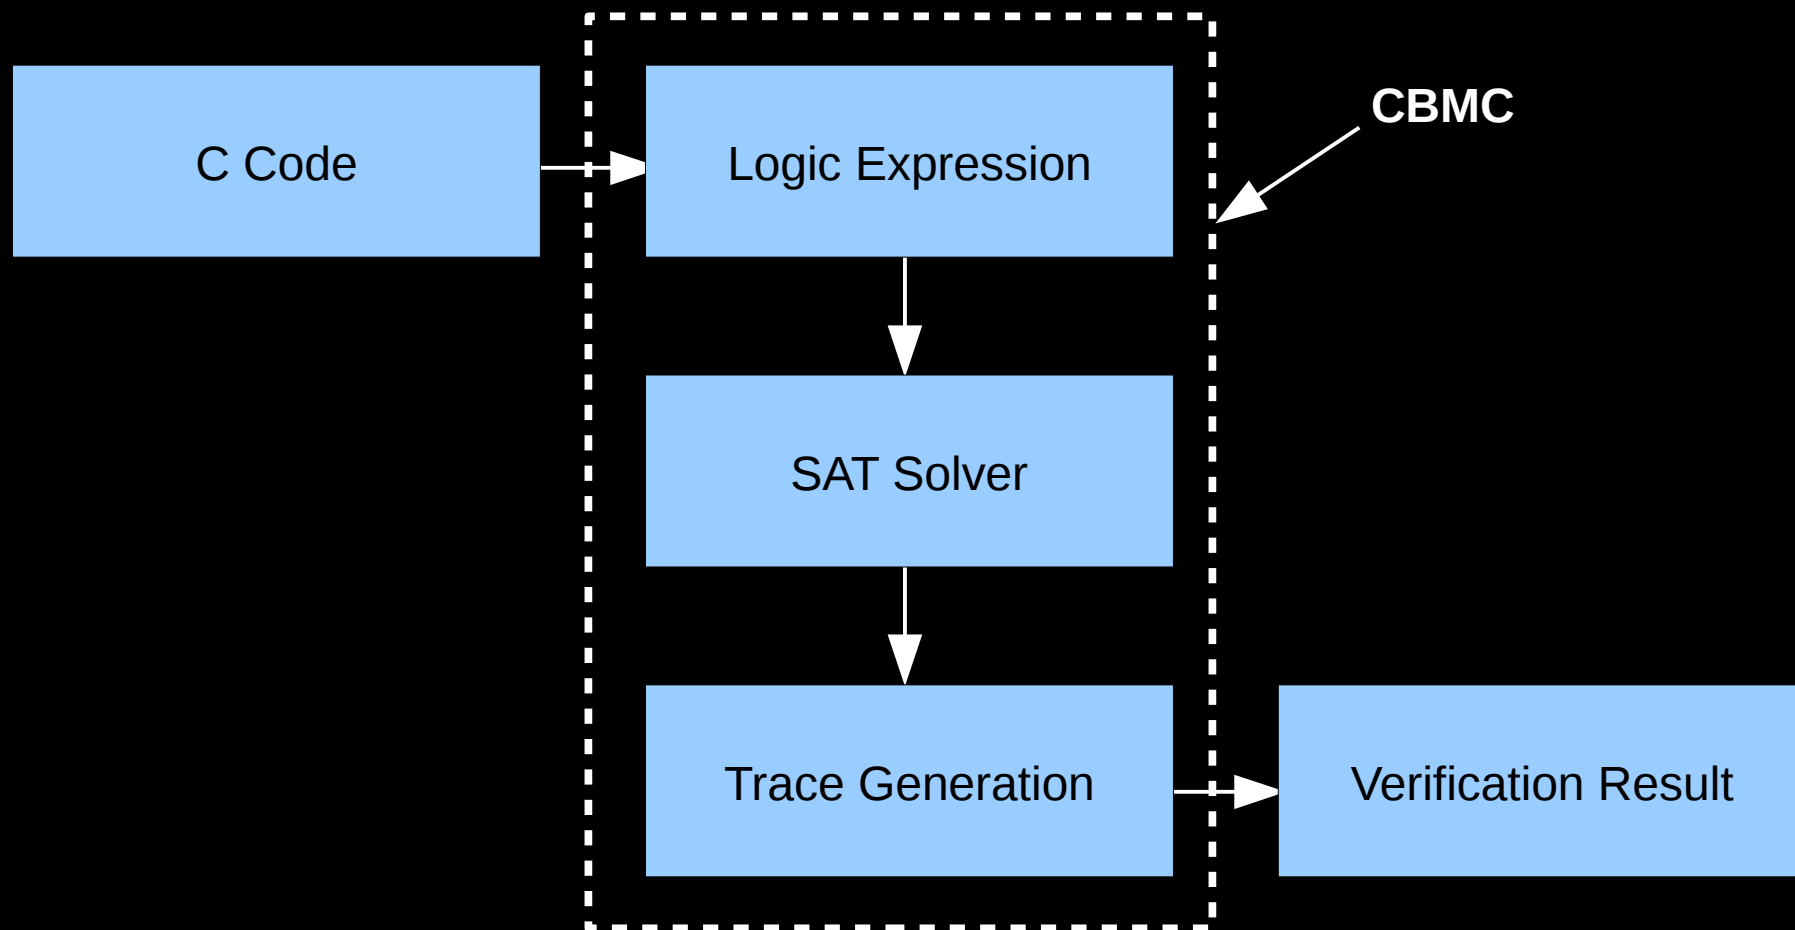 CBMC
C Code
Logic Expression
SAT Solver
Trace Generation
Verification Result